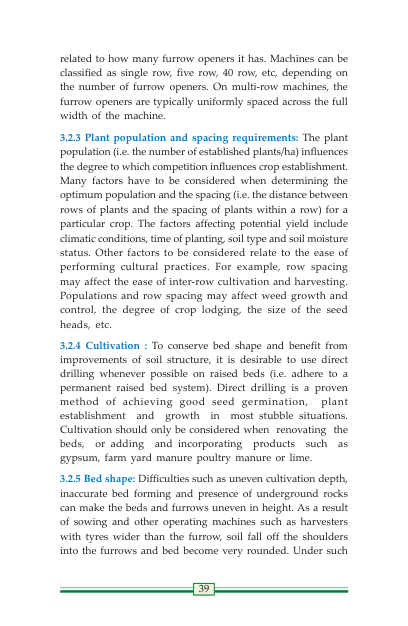 related to how many furrow openers it has. Machines can be
classified as single row, five row, 40 row, etc, depending on
the number of furrow openers. On multi-row machines, the
furrow openers are typically uniformly spaced across the full
width of the machine.
3.2.3 Plant population and spacing requirements: The plant
population (i.e. the number of established plants/ha) influences
the degree to which competition influences crop establishment.
Many factors have to be considered when determining the
optimum population and the spacing (i.e. the distance between
rows of plants and the spacing of plants within a row) for a
particular crop. The factors affecting potential yield include
climatic conditions, time of planting, soil type and soil moisture
status. Other factors to be considered relate to the ease of
performing cultural practices. For example, row spacing
may affect the ease of inter-row cultivation and harvesting.
Populations and row spacing may affect weed growth and
control, the degree of crop lodging, the size of the seed
heads, etc.
3.2.4 Cultivation : To conserve bed shape and benefit from
improvements of soil structure, it is desirable to use direct
drilling whenever possible on raised beds (i.e. adhere to a
permanent raised bed system). Direct drilling is a proven
method of achieving good seed germination, plant
establishment and growth in most stubble situations.
Cultivation should only be considered when renovating the
beds, or adding and incorporating products such as
gypsum, farm yard manure poultry manure or lime.
3.2.5 Bed shape: Difficulties such as uneven cultivation depth,
inaccurate bed forming and presence of underground rocks
can make the beds and furrows uneven in height. As a result
of sowing and other operating machines such as harvesters
with tyres wider than the furrow, soil fall off the shoulders
into the furrows and bed become very rounded. Under such
39